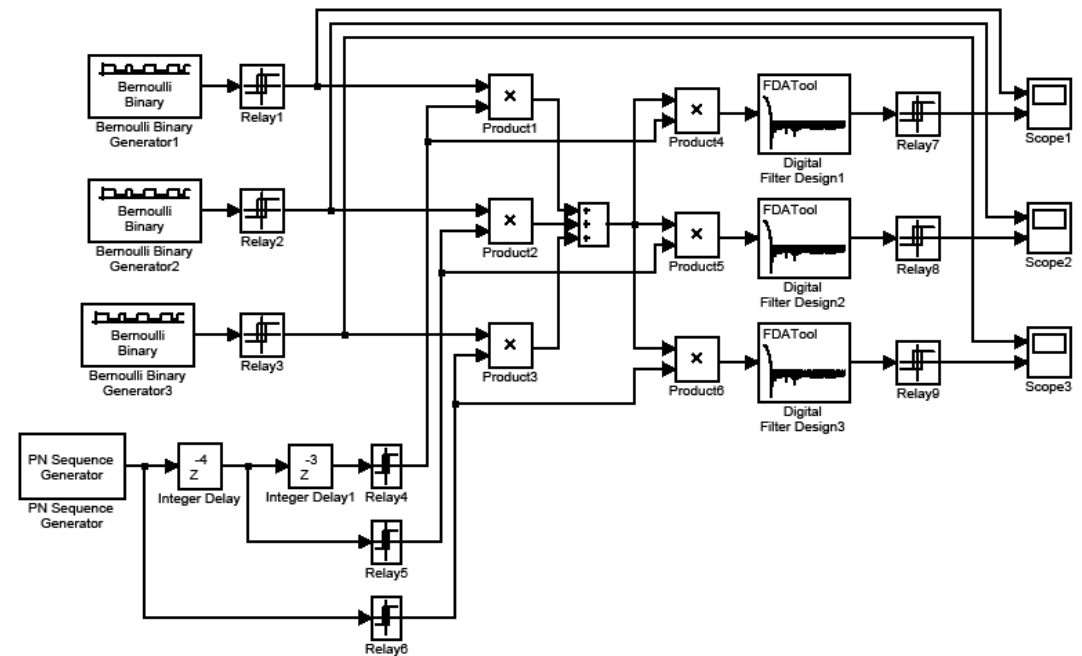 Bernoulli
Binary
Bernoulli Binary
Generator1
Relay1
×
Product1
×
Product4
FDATool
Digital
Filter Design1
Relay7
Scope1
Bernoulli
Binary
Bernoulli Binary
Generator2
Relay2
×
Product2
+
+
+
×
Product5
FDATool
Digital
Filter Design2
Relay8
Scope2
Bernoulli
Binary
Bernoulli Binary
Generator3
Relay3
×
Product3
×
Product6
FDATool
Digital
Filter Design3
Relay9
Scope3
PN Sequence
Generator
PN Sequence
Generator
-4
Z
Integer Delay
-3
Z
Integer Delay1
Relay4
Relay5
Relay6